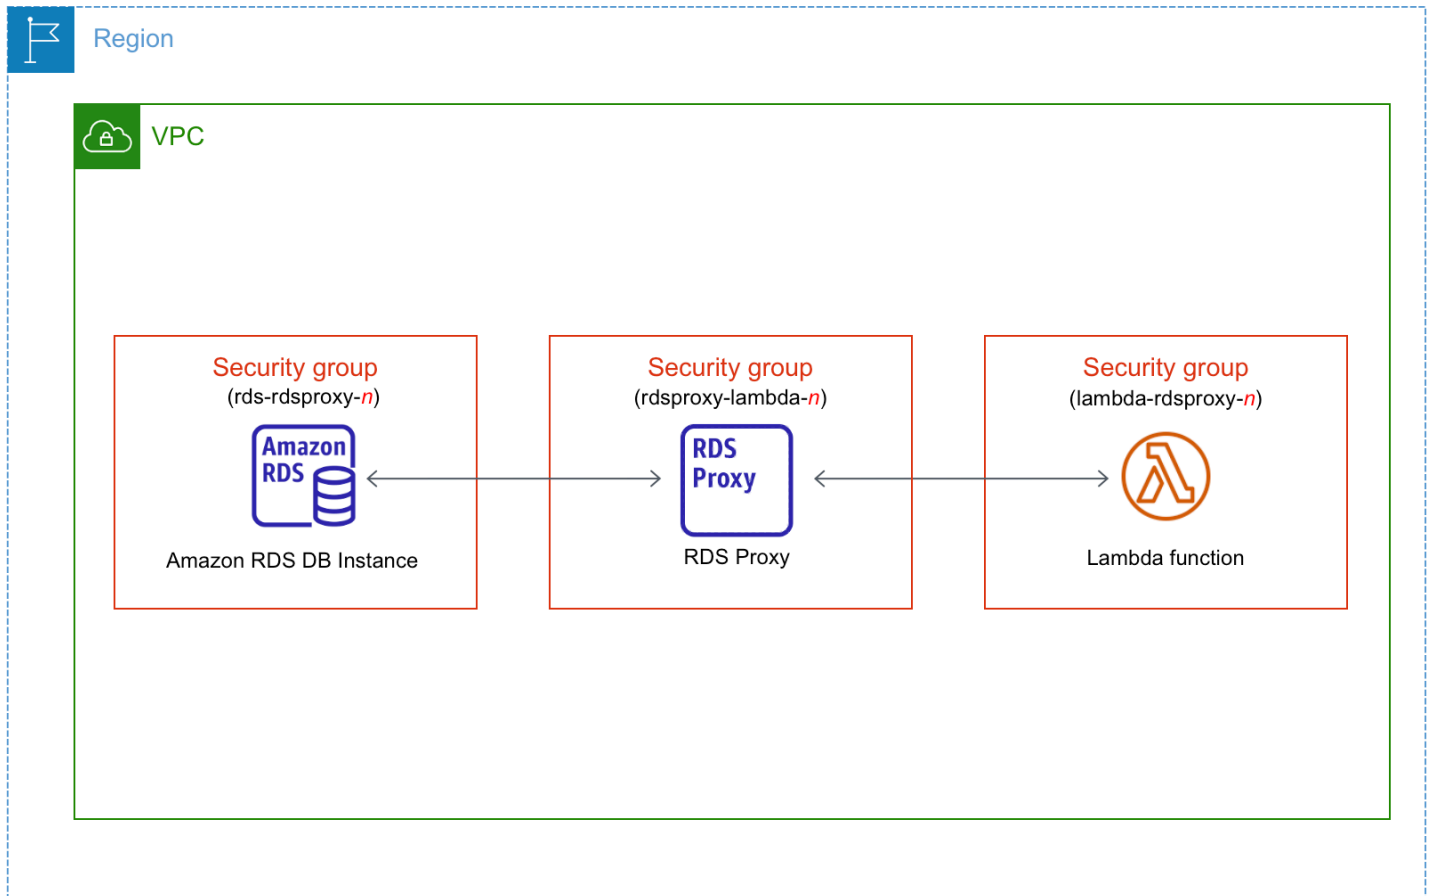 Region
VPC
Security group
(rds-rdsproxy-n)
Amazon
RDS
Amazon RDS DB Instance
Security group
(rdsproxy-lambda-n)
RDS
Proxy
RDS Proxy
Security group
(lambda-rdsproxy-n)
Lambda function